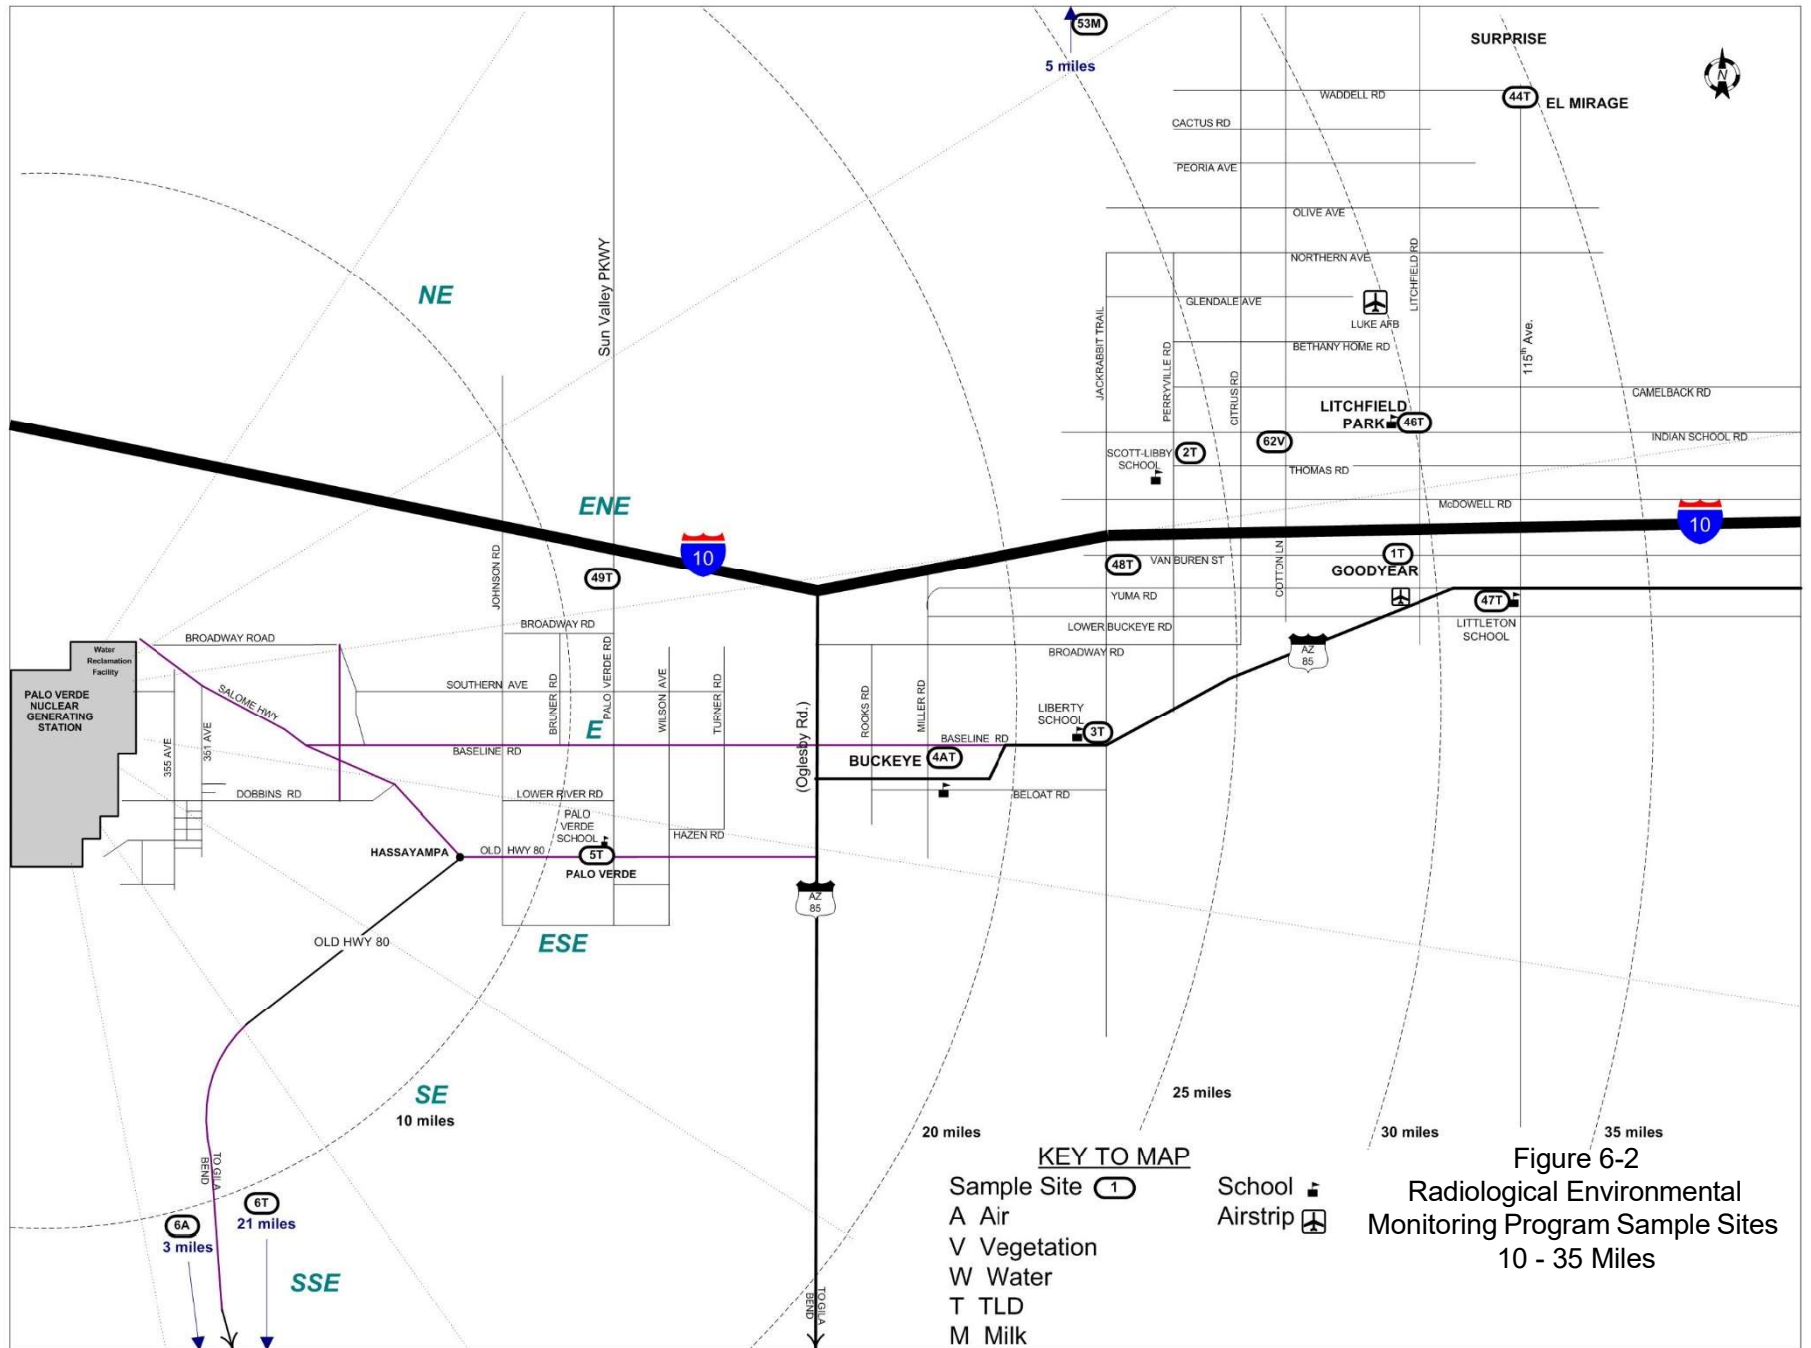 53M
5 miles
SURPRISE
N
44T
EL MIRAGE
WADDELL RD
CACTUS RD
PEORIA AVE
OLIVE AVE
NORTHERN AVE
LITCHFIELD RD
GLENDALE AVE
LUKE AFB
BETHANY HOME RD
115th Ave.
JACKRABBIT TRAIL
PERRYVILLE RD
CITRUS RD
CAMELBACK RD
LITCHFIELD
PARK
46T
62V
INDIAN SCHOOL RD
SCOTT-LIBBY
SCHOOL
2T
THOMAS RD
McDOWELL RD
10
NE
Sun Valley PKWY
ENE
10
49T
JOHNSON RD
48T
VAN BUREN ST
COTTON LN
1T
GOODYEAR
YUMA RD
47T
LITTLETON
SCHOOL
LOWER BUCKEYE RD
BROADWAY RD
AZ
85
BROADWAY ROAD
BROADWAY RD
Water
Reclamation
Facility
PALO VERDE
NUCLEAR
GENERATING
STATION
SALOME HWY
SOUTHERN AVE
BRUNER RD
PALO VERDE RD
WILSON AVE
TURNER RD
(Oglesby Rd.)
ROOKS RD
MILLER RD
LIBERTY
SCHOOL
3T
355 AVE
351 AVE
E
BASELINE RD
BASELINE RD
BUCKEYE
4AT
DOBBINS RD
LOWER RIVER RD
BELOAT RD
PALO
VERDE
SCHOOL
HAZEN RD
HASSAYAMPA
OLD HWY 80
5T
PALO VERDE
AZ
85
OLD HWY 80
ESE
SE
10 miles
20 miles
25 miles
30 miles
35 miles
TO GILA
BEND
6A
3 miles
6T
21 miles
SSE
TO GILA
BEND
KEY TO MAP
Sample Site 1
A Air
V Vegetation
W Water
T TLD
M Milk
School
Airstrip
Figure 6-2
Radiological Environmental
Monitoring Program Sample Sites
10 - 35 Miles